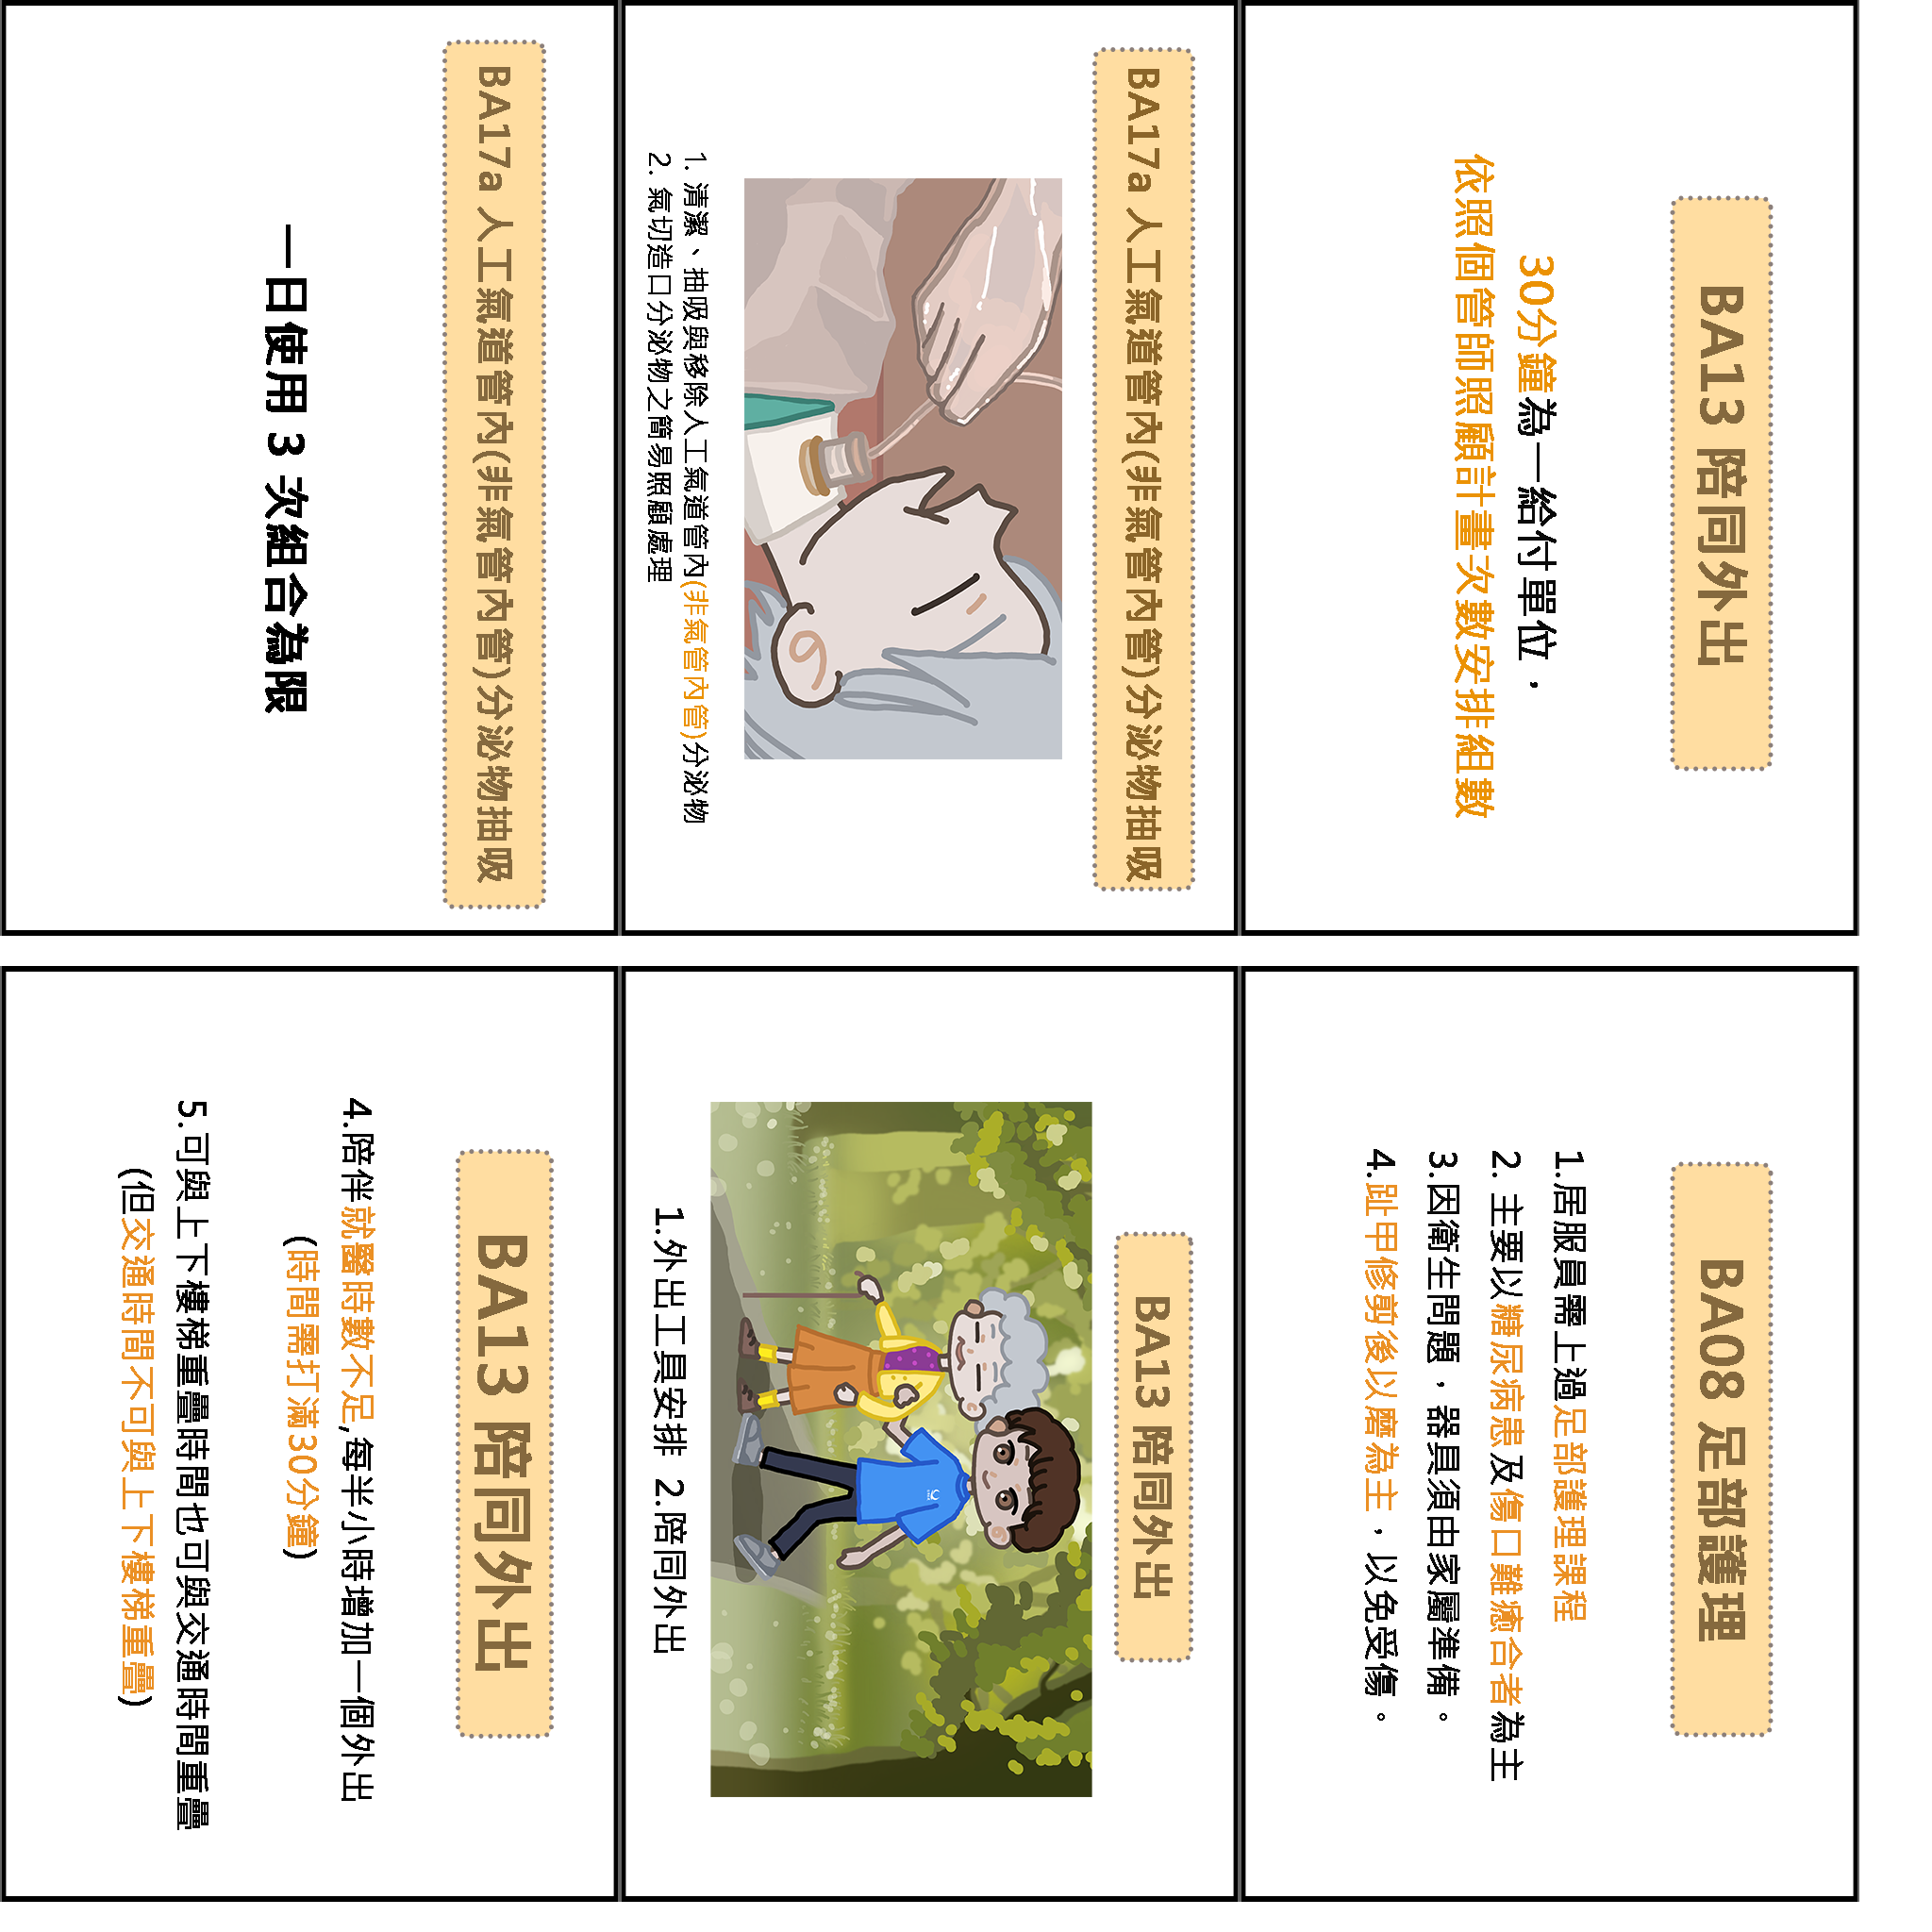 BA13 陪同外出
30分鐘為一給付單位，
依照個管師照顧計畫次數安排組數
BA08 足部護理
1.居服員需上過足部護理課程
2. 主要以糖尿病患及傷口難癒合者為主
3.因衛生問題，器具須由家屬準備。
4.趾甲修剪後以磨為主，以免受傷。
BA17a 人工氣道管內(非氣管內管)分泌物抽吸
1. 清潔、抽吸與移除人工氣道管內(非氣管內管)分泌物
2. 氣切造口分泌物之簡易照顧處理
BA13 陪同外出
1.外出工具安排 2.陪同外出
BA17a 人工氣道管內(非氣管內管)分泌物抽吸
一日使用 3 次組合為限
BA13 陪同外出
4.陪伴就醫時數不足,每半小時增加一個外出
(時間需打滿30分鐘)
5.可與上下樓梯重疊時間也可與交通時間重疊
(但交通時間不可與上下樓梯重疊)